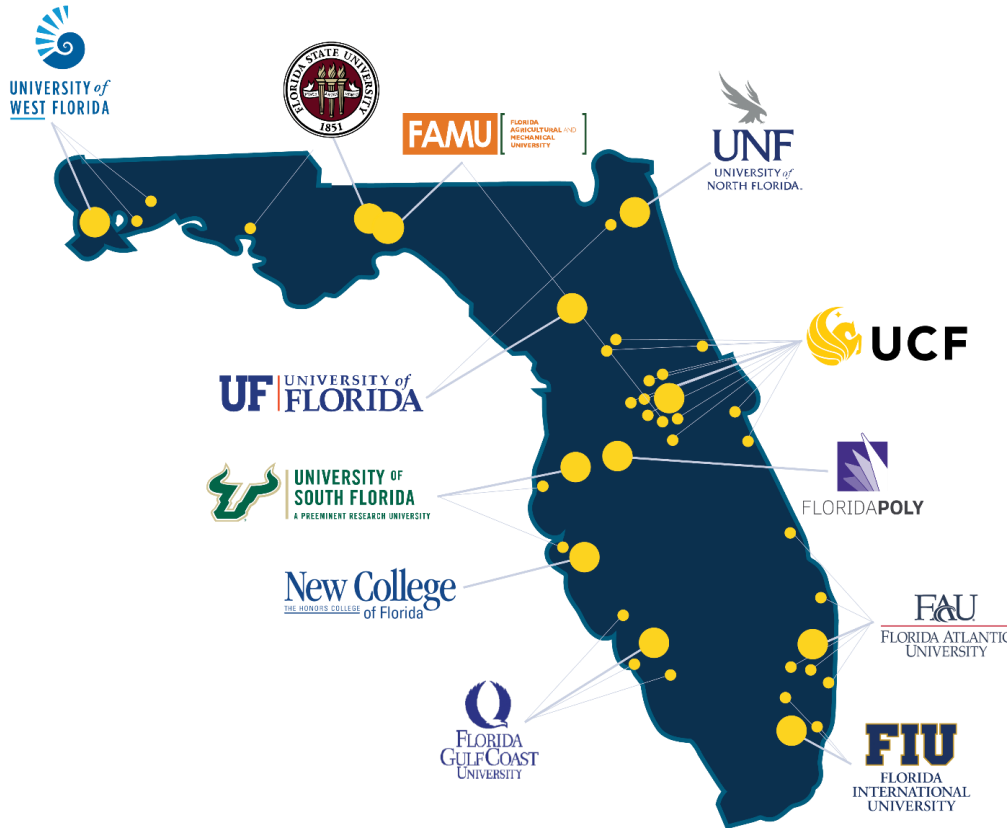 UNIVERSITY of
WEST FLORIDA
FLORIDA STATE UNIVERSITY
1851
FAMU
FLORIDA
AGRICULTURAL AND
MECHANICAL
UNIVERSITY
UNF
UNIVERSITY of
NORTH FLORIDA.
UCF
UF
UNIVERSITY of
FLORIDA
UNIVERSITY OF
SOUTH FLORIDA
A PREEMINENT RESEARCH UNIVERSITY
FLORIDAPOLY
New College
THE HONORS COLLEGE
of Florida
FAU
FLORIDA ATLANTIC
UNIVERSITY
FLORIDA
GULF COAST
UNIVERSITY
FIU
FLORIDA
INTERNATIONAL
UNIVERSITY